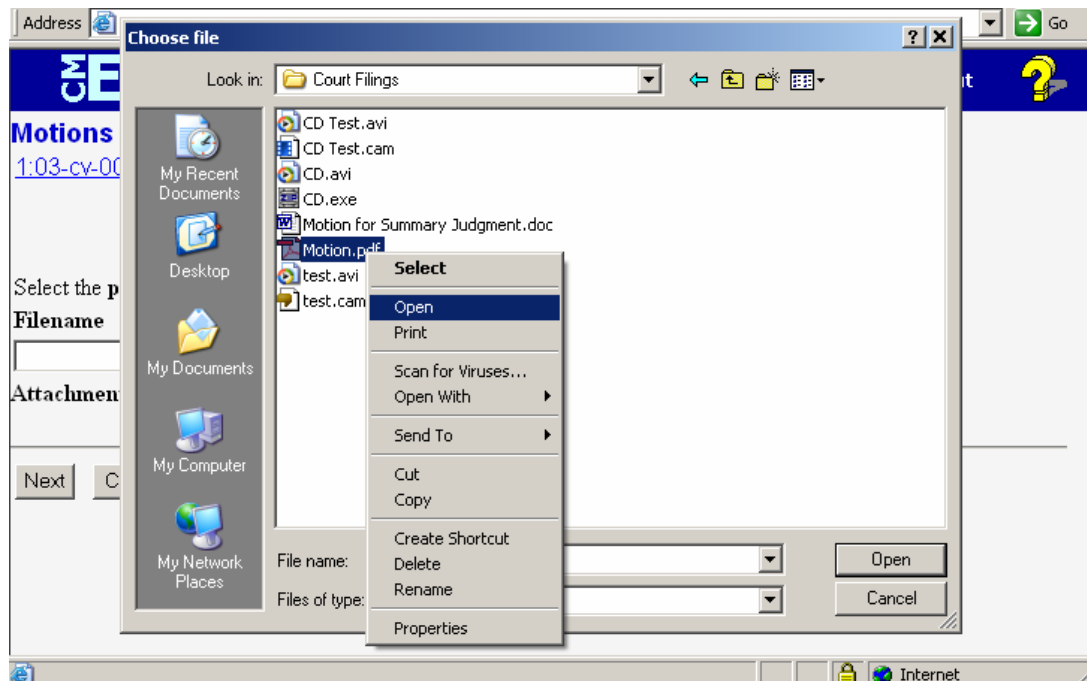 Address
Go
Choose file
Look in:
Court Filings
CM
E
ut
Motions
1:03-cv-00
My Recent
Documents
Desktop
My Documents
My Computer
My Network
Places
CD Test.avi
CD Test.cam
CD.avi
CD.exe
Motion for Summary Judgment.doc
Motion.pdf
test.avi
test.cam
Select
Open
Print
Scan for Viruses...
Open With
Send To
Cut
Copy
Create Shortcut
Delete
Rename
Properties
Select the p
Filename
Attachmen
Next
C
File name:
Open
Files of type:
Cancel
Internet